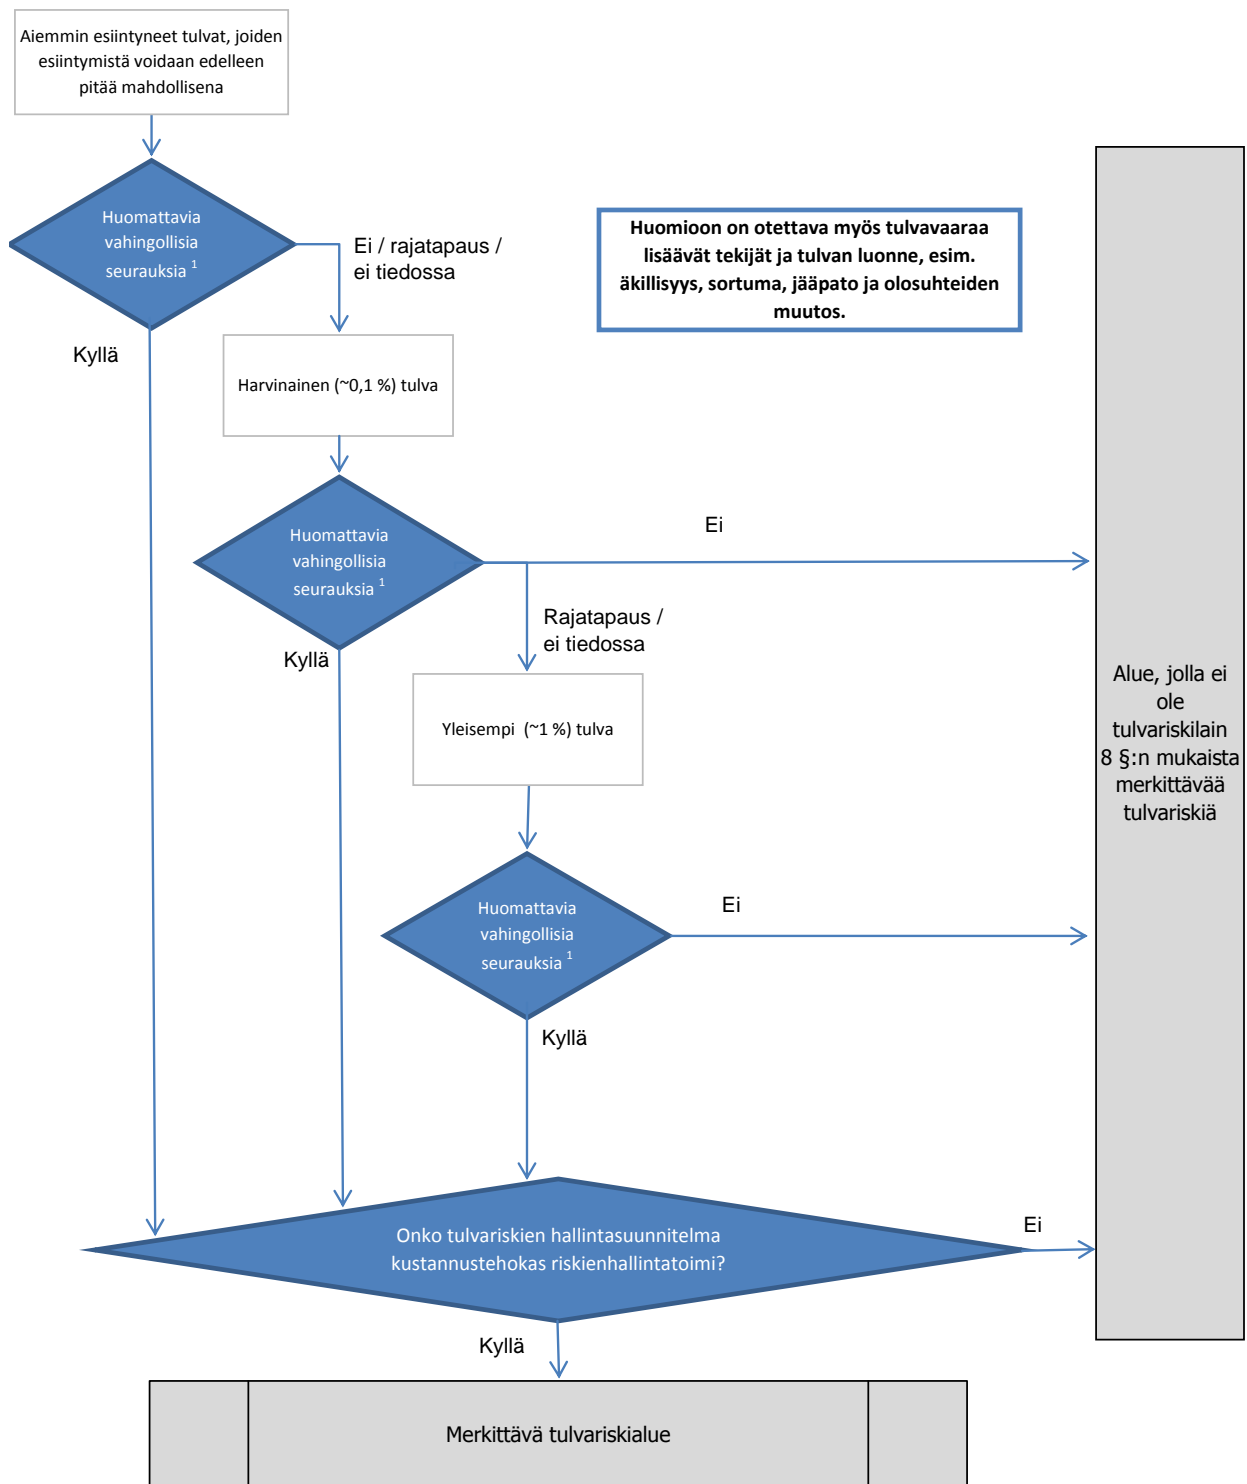 Aiemmin esiintyneet tulvat, joiden
esiintymistä voidaan edelleen
pitää mahdollisena
Huomattavia
vahingollisia
seurauksia 1
Ei / rajatapaus /
ei tiedossa
Huomioon on otettava myös tulvavaaraa
lisäävät tekijät ja tulvan luonne, esim.
äkillisyys, sortuma, jääpato ja olosuhteiden
muutos.
Kyllä
Harvinainen (~0,1 %) tulva
Huomattavia
vahingollisia
seurauksia 1
Ei
Rajatapaus /
ei tiedossa
Kyllä
Yleisempi (~1 %) tulva
Alue, jolla ei
ole
tulvariskilain
8 §:n mukaista
merkittävää
tulvariskiä
Huomattavia
vahingollisia
seurauksia 1
Ei
Kyllä
Onko tulvariskien hallintasuunnitelma
kustannustehokas riskienhallintatoimi?
Ei
Kyllä
Merkittävä tulvariskialue